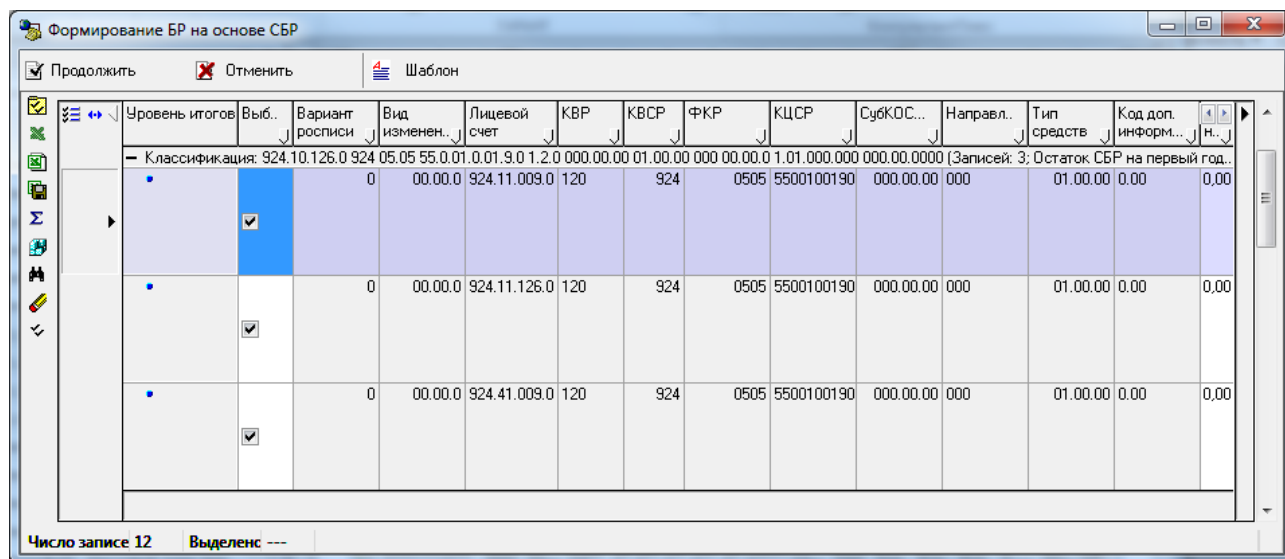 Формирование БР на основе СБР
Продолжить Отменить Шаблон
Уровень итогов Выб.. Вариант росписи Вид изменен... Лицевой счет КВР КВСР ФКР КЦСР СубКОС... Направл.. Тип средств Код доп. информ... Н...
Классификация: 924.10.126.0 924 05.05 55.0.01.0.01.9.0 1.2.0 000.00.00 01.00.00 000 00.00.0 1.01.000.000 000.00.0000 (Записей: 3; Остаток СБР на первый год..
0 00.00.0 924.11.009.0 120 924 0505 5500100190 000.00.00 000 01.00.00 0.00 0,00
0 00.00.0 924.11.126.0 120 924 0505 5500100190 000.00.00 000 01.00.00 0.00 0,00
0 00.00.0 924.41.009.0 120 924 0505 5500100190 000.00.00 000 01.00.00 0.00 0,00
Число записе 12 Выделенс ---